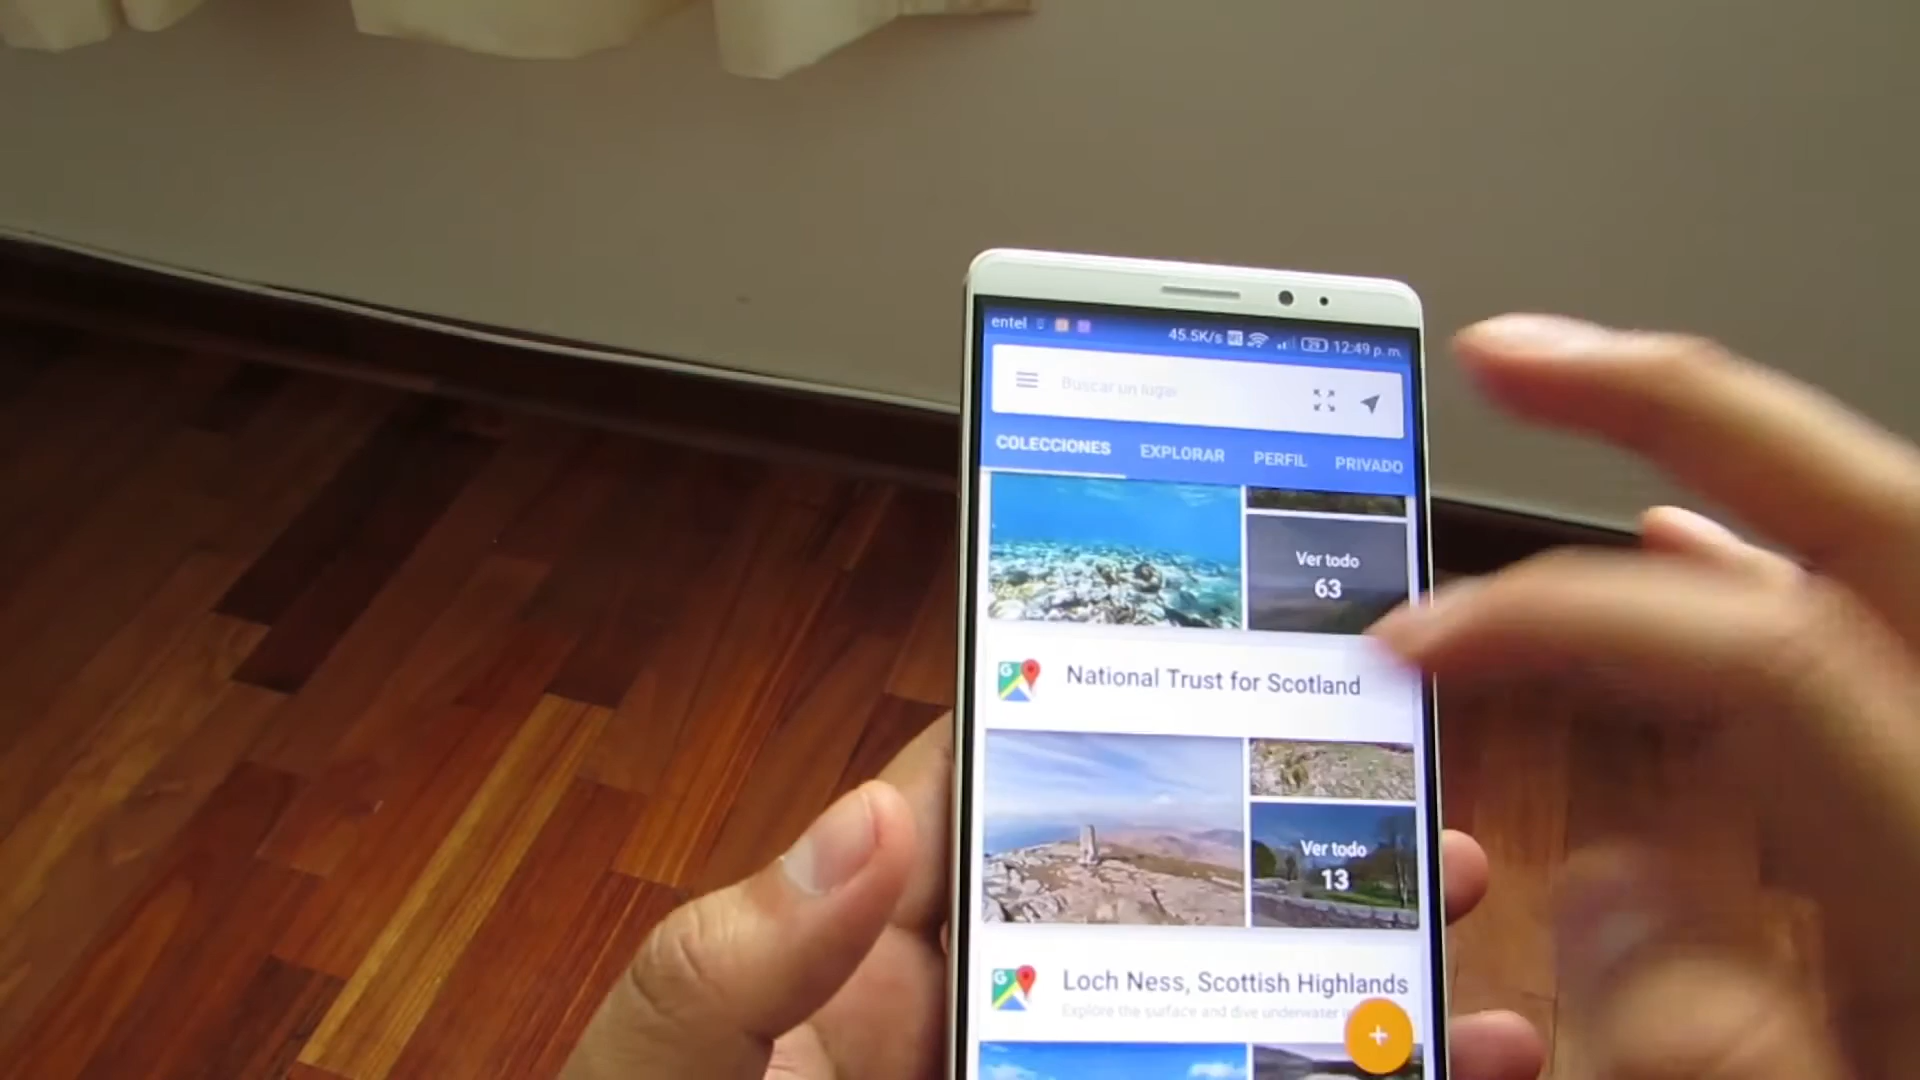 entel
45.5K/s 29 12:49 p. m.
Buscar un lugar
COLECCIONES EXPLORAR PERFIL PRIVADO
Ver todo
63
National Trust for Scotland
Ver todo
13
Loch Ness, Scottish Highlands
Explore the surface and dive underwater